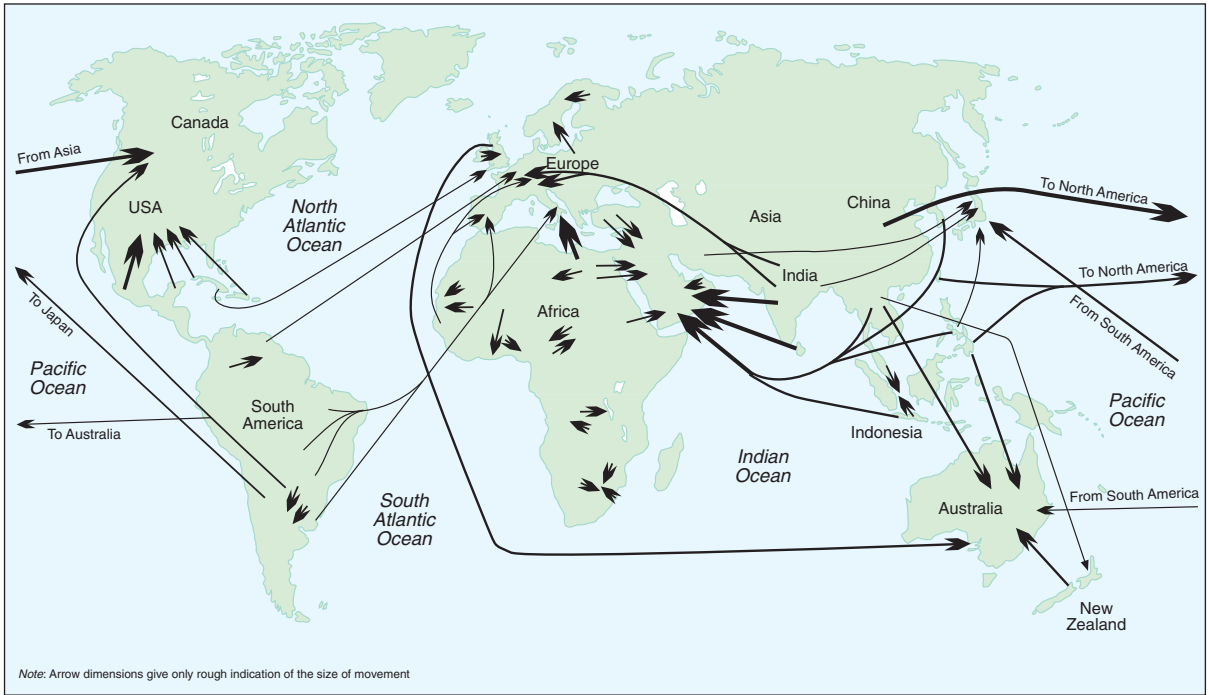 Canada
From Asia
USA
North
Atlantic
Ocean
Europe
Asia
China
To North America
India
To North America
To Japan
Africa
From South America
Pacific
Ocean
South
America
To Australia
Indonesia
Pacific
Ocean
Indian
Ocean
South
Atlantic
Ocean
Australia
From South America
New
Zealand
Note: Arrow dimensions give only rough indication of the size of movement